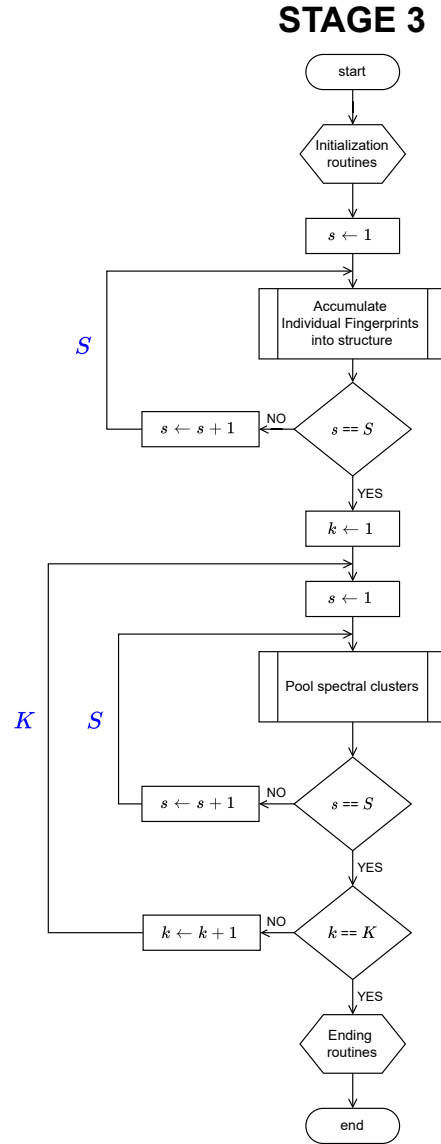 STAGE 3
start
Initialization
routines
s ← 1
Accumulate
Individual Fingerprints
into structure
S
s ← s + 1
NO
s == S
YES
k ← 1
s ← 1
Pool spectral clusters
K
S
s ← s + 1
NO
s == S
YES
k ← k + 1
NO
k == K
YES
Ending
routines
end